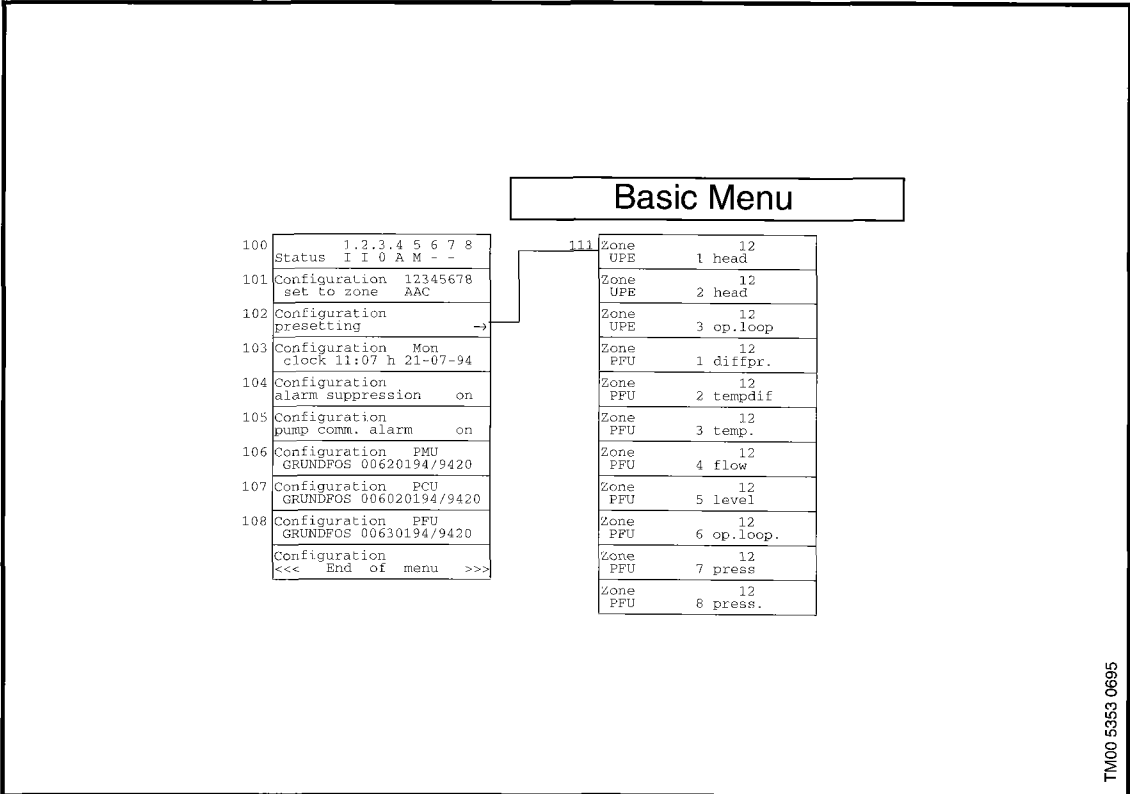 Basic Menu
100 1.2.3.4 5 6 7 8
Status I I 0 A M - -
101 Configuration 12345678
set to zone AAC
102 Configuration
presetting →
103 Configuration Mon
clock 11:07 h 21-07-94
104 Configuration
alarm suppression on
105 Configuration
pump comm. alarm on
106 Configuration PMU
GRUNDFOS 00620194/9420
107 Configuration PCU
GRUNDFOS 006020194/9420
108 Configuration PFU
GRUNDFOS 00630194/9420
Configuration
<<< End of menu >>>
111 Zone 12
UPE 1 head
Zone 12
UPE 2 head
Zone 12
UPE 3 op.loop
Zone 12
PFU 1 diffpr.
Zone 12
PFU 2 tempdif
Zone 12
PFU 3 temp.
Zone 12
PFU 4 flow
Zone 12
PFU 5 level
Zone 12
PFU 6 op.loop.
Zone 12
PFU 7 press
Zone 12
PFU 8 press.
TM00 5353 0695